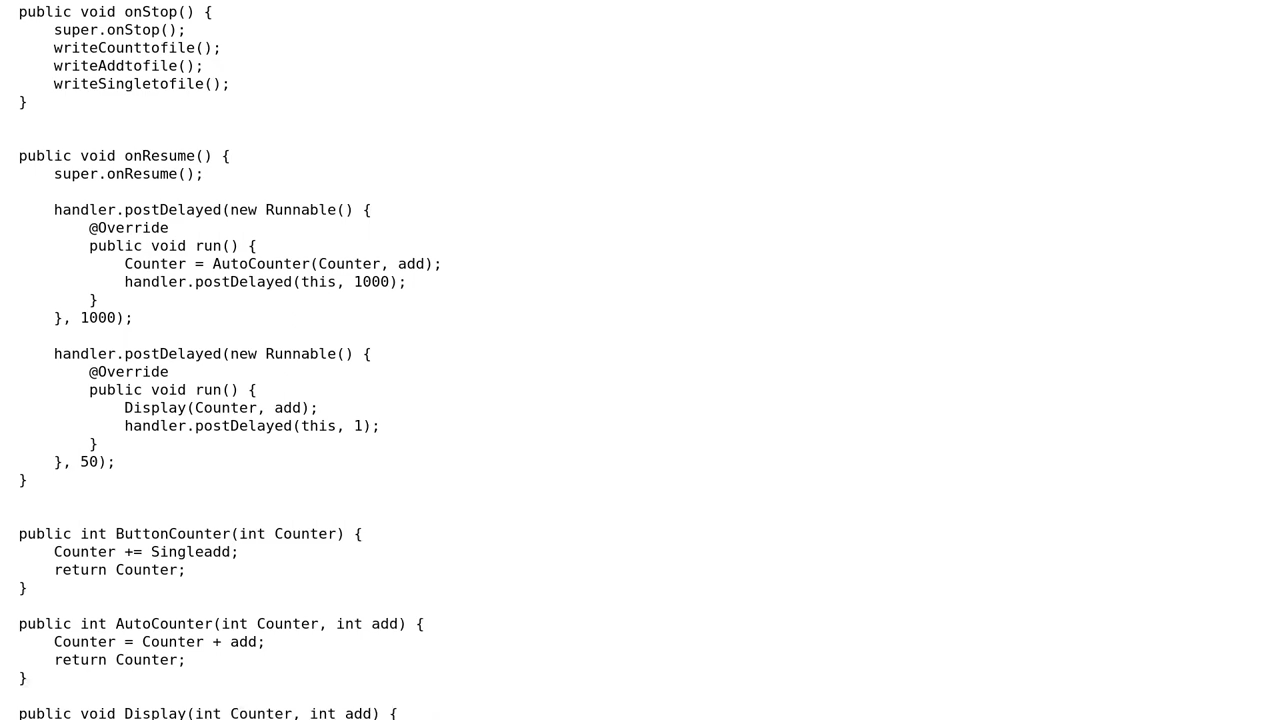 public void onStop() {
    super.onStop();
    writeCounttofile();
    writeAddtofile();
    writeSingletofile();
}
public void onResume() {
    super.onResume();
    handler.postDelayed(new Runnable() {
        @Override
        public void run() {
            Counter = AutoCounter(Counter, add);
            handler.postDelayed(this, 1000);
        }
    }, 1000);
    handler.postDelayed(new Runnable() {
        @Override
        public void run() {
            Display(Counter, add);
            handler.postDelayed(this, 1);
        }
    }, 50);
}
public int ButtonCounter(int Counter) {
    Counter += Singleadd;
    return Counter;
}
public int AutoCounter(int Counter, int add) {
    Counter = Counter + add;
    return Counter;
}
public void Display(int Counter, int add) {